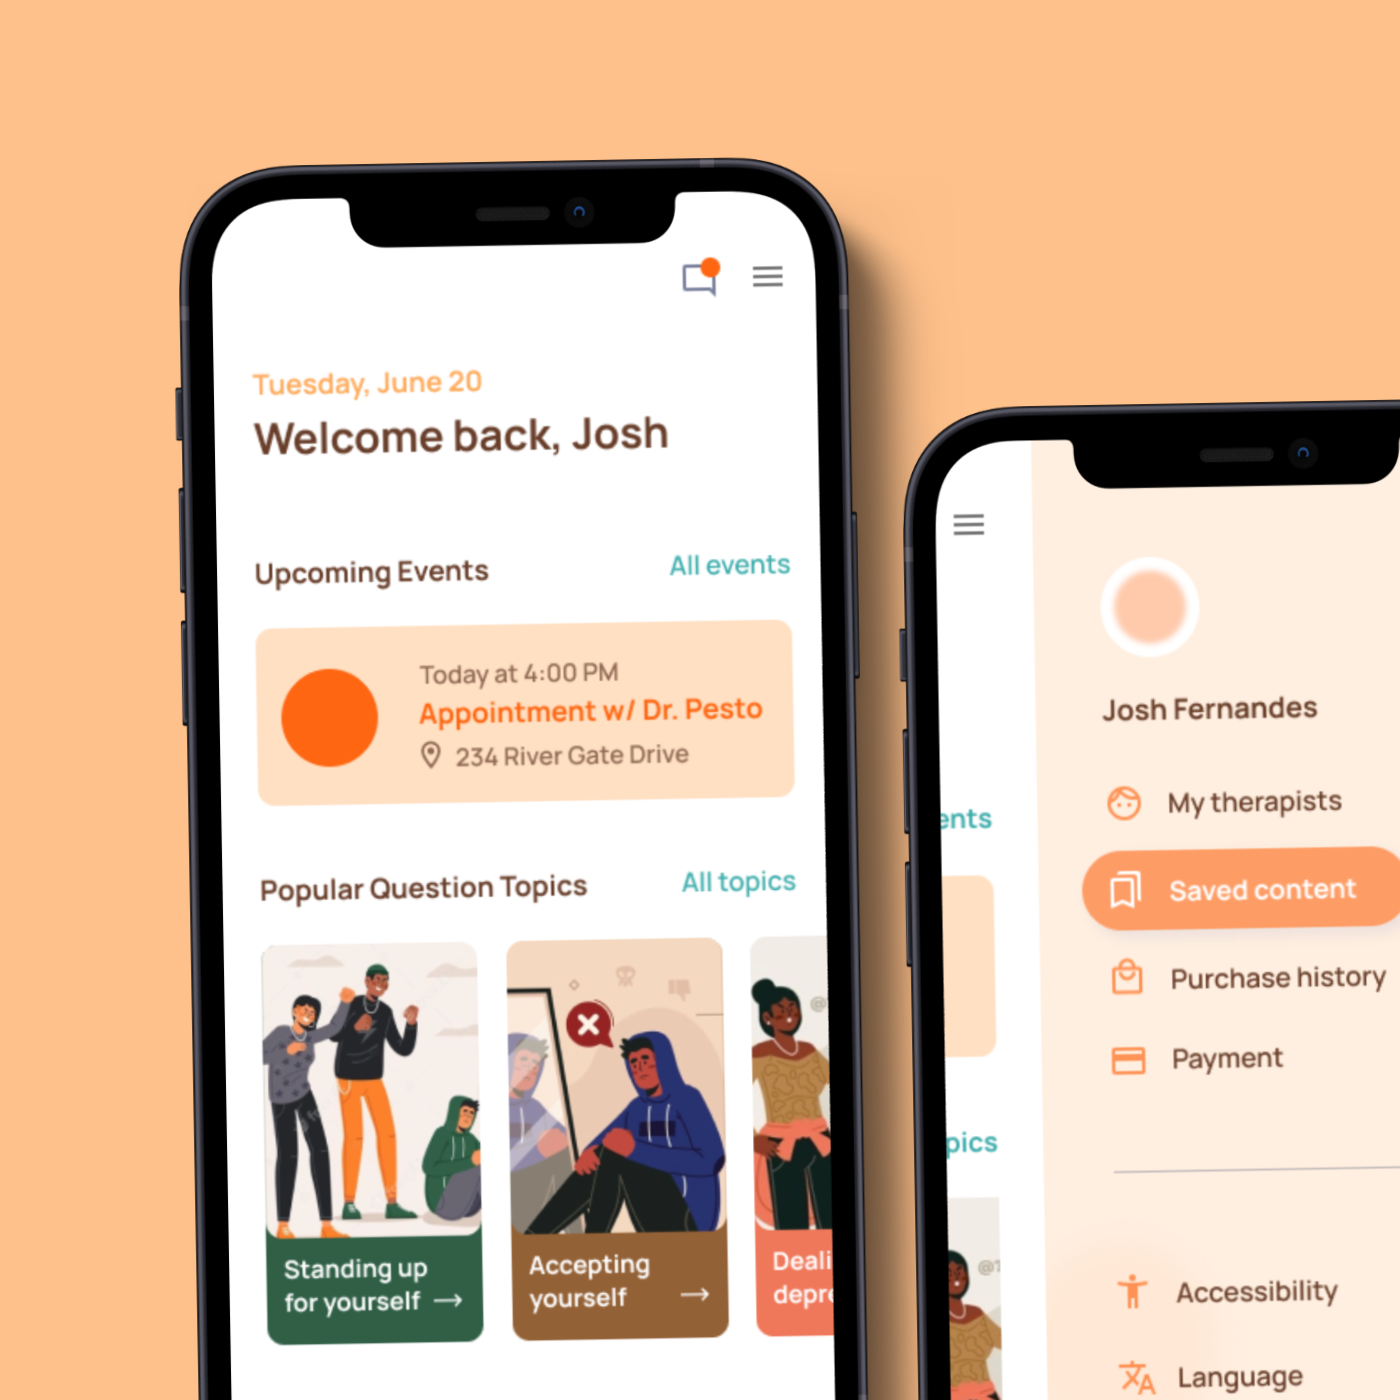 Tuesday, June 20
Welcome back, Josh
Upcoming Events
All events
Today at 4:00 PM
Appointment w/ Dr. Pesto
234 River Gate Drive
Popular Question Topics
All topics
Standing up
for yourself
Accepting
yourself
Deali
depre
ents
pics
Josh Fernandes
My therapists
Saved content
Purchase history
Payment
Accessibility
Language